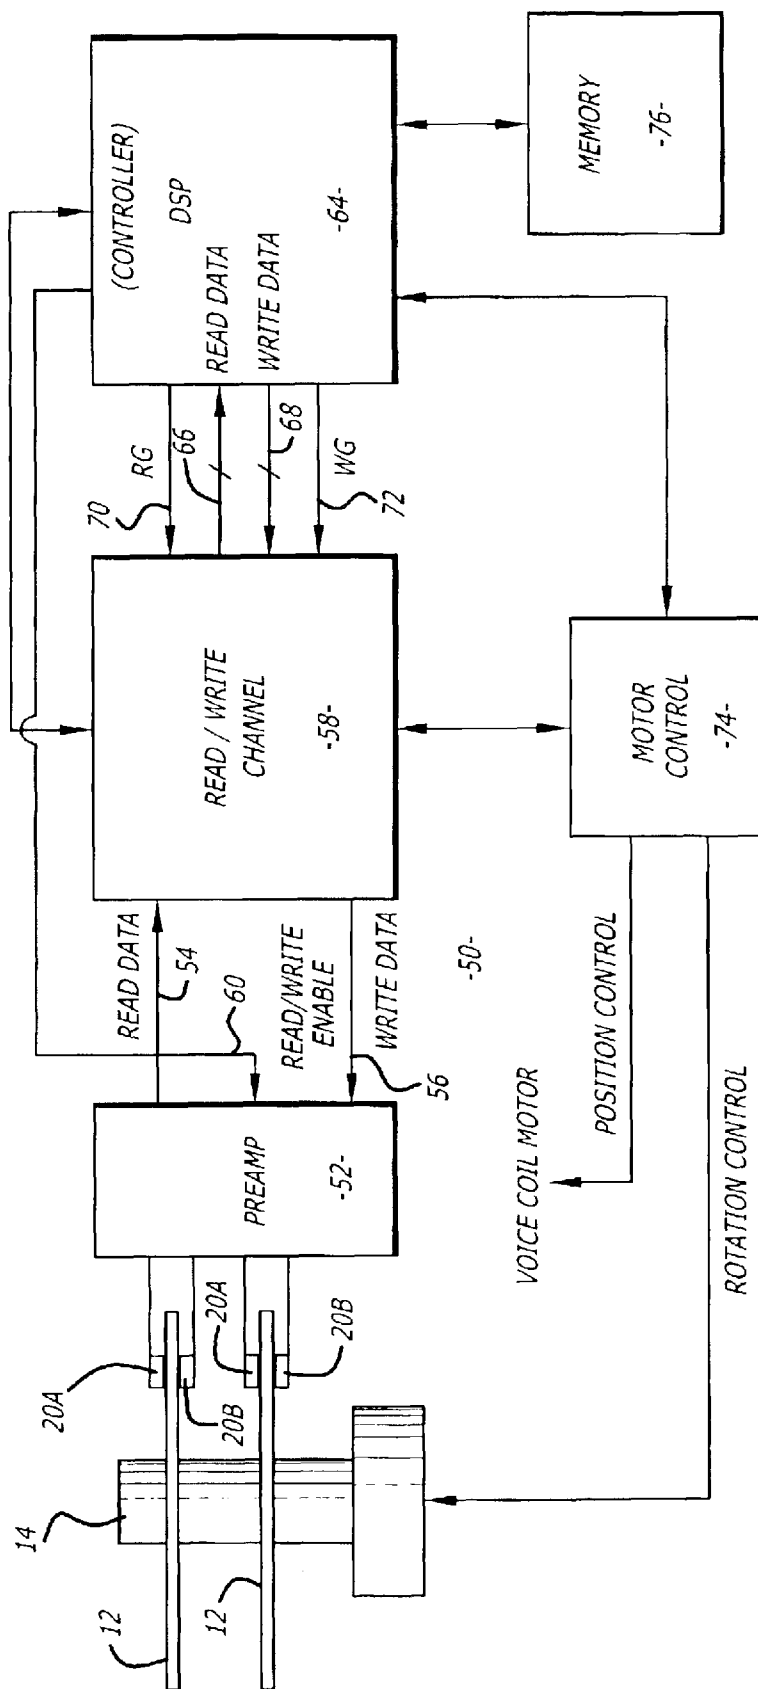 12
12
14
20A
20B
20A
20B
PREAMP
-52-
READ DATA
54
60
READ/WRITE
ENABLE
WRITE DATA
56
READ / WRITE
CHANNEL
-58-
70
RG
66
68
WG
72
(CONTROLLER)
DSP
READ DATA
WRITE DATA
-64-
MEMORY
-76-
-50-
VOICE COIL MOTOR
POSITION CONTROL
ROTATION CONTROL
MOTOR
CONTROL
-74-